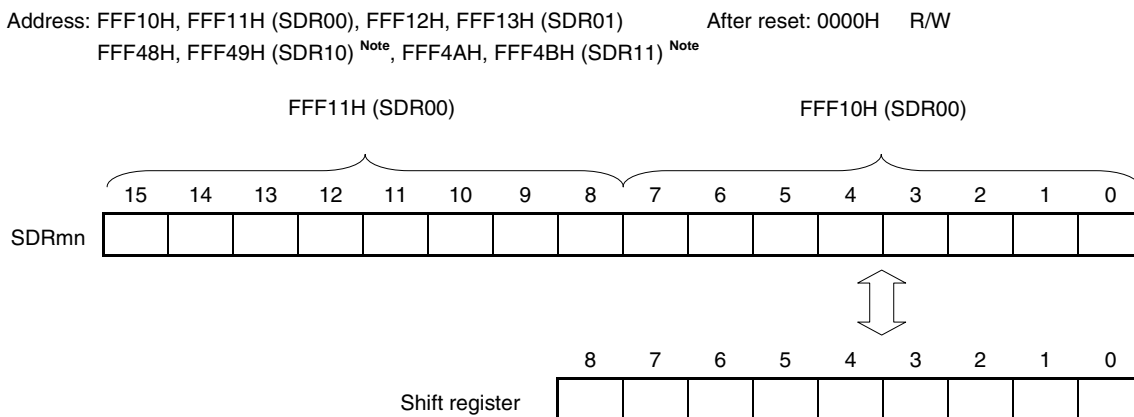 Address: FFF10H, FFF11H (SDR00), FFF12H, FFF13H (SDR01) After reset: 0000H R/W
FFF48H, FFF49H (SDR10) Note, FFF4AH, FFF4BH (SDR11) Note
FFF11H (SDR00) FFF10H (SDR00)
15 14 13 12 11 10 9 8 7 6 5 4 3 2 1 0
SDRmn
8 7 6 5 4 3 2 1 0
Shift register